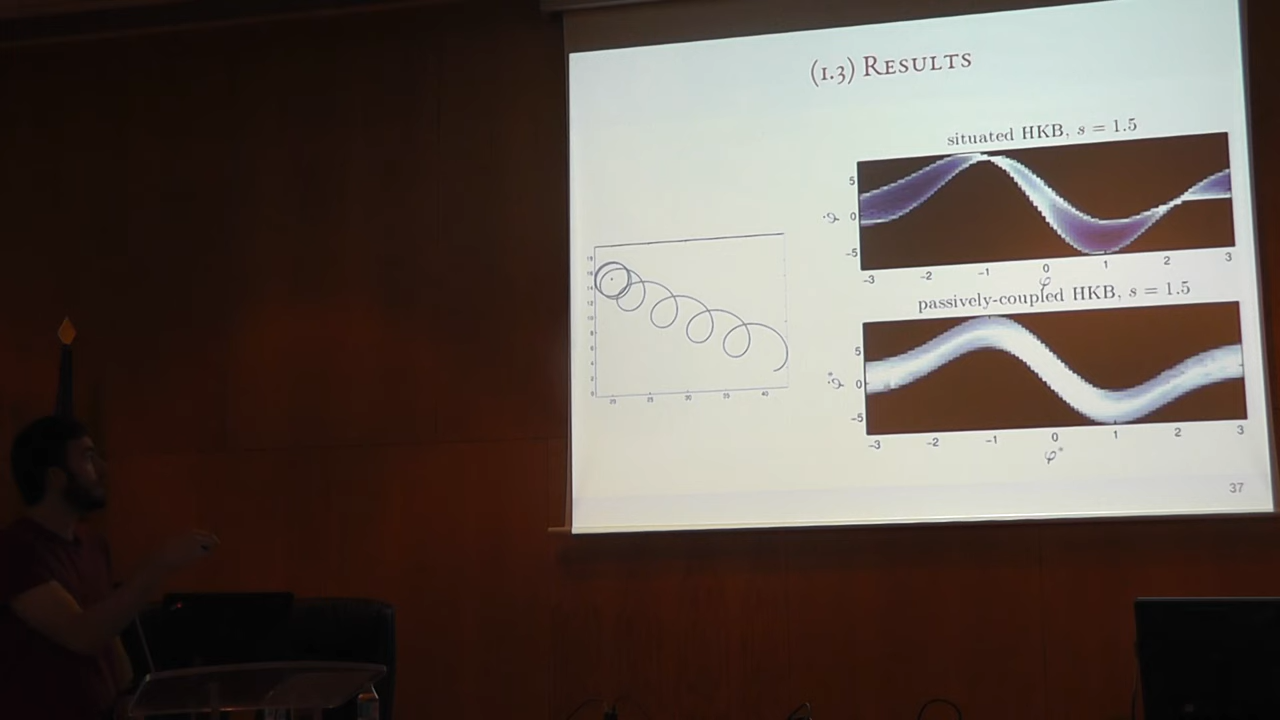 (1.3) RESULTS
situated HKB, s = 1.5
5
0
−5
−3 −2 −1 0 1 2 3
φ
passively-coupled HKB, s = 1.5
5
0
−5
−3 −2 −1 0 1 2 3
φ*
37